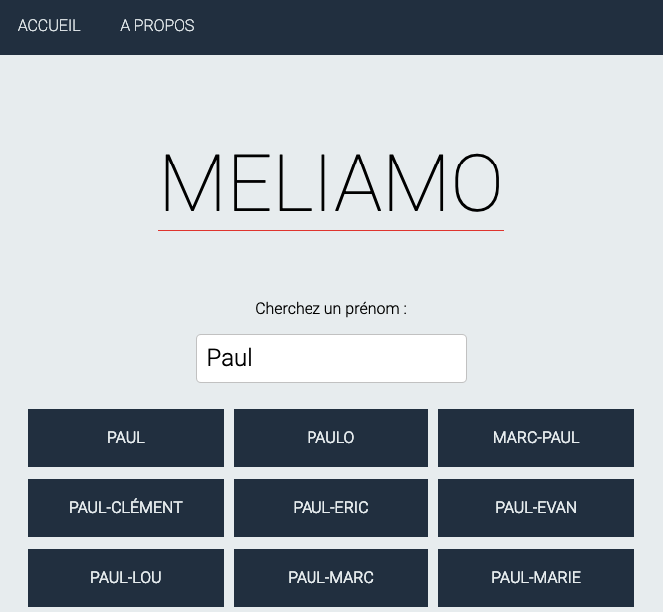 ACCUEIL A PROPOS
MELIAMO
Cherchez un prénom :
Paul
PAUL PAULO MARC-PAUL
PAUL-CLÉMENT PAUL-ERIC PAUL-EVAN
PAUL-LOU PAUL-MARC PAUL-MARIE